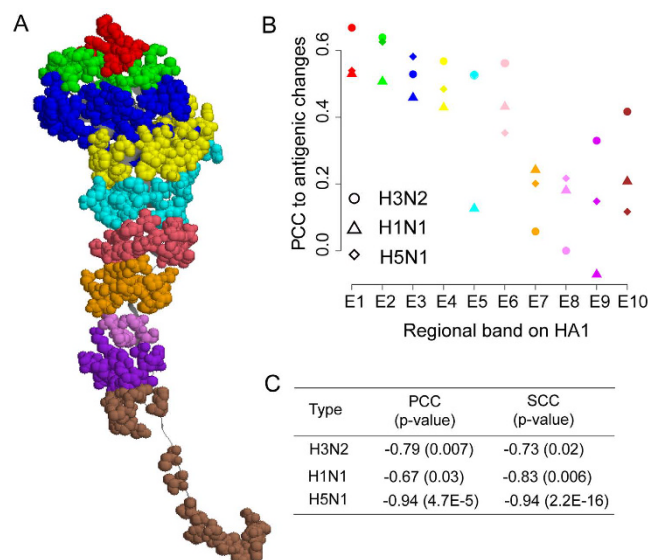 A
B
PCC to antigenic changes
0.6
0.4
0.2
0.0
H3N2
H1N1
H5N1
E1 E2 E3 E4 E5 E6 E7 E8 E9 E10
Regional band on HA1
C
Type PCC (p-value) SCC (p-value)
H3N2 -0.79 (0.007) -0.73 (0.02)
H1N1 -0.67 (0.03) -0.83 (0.006)
H5N1 -0.94 (4.7E-5) -0.94 (2.2E-16)